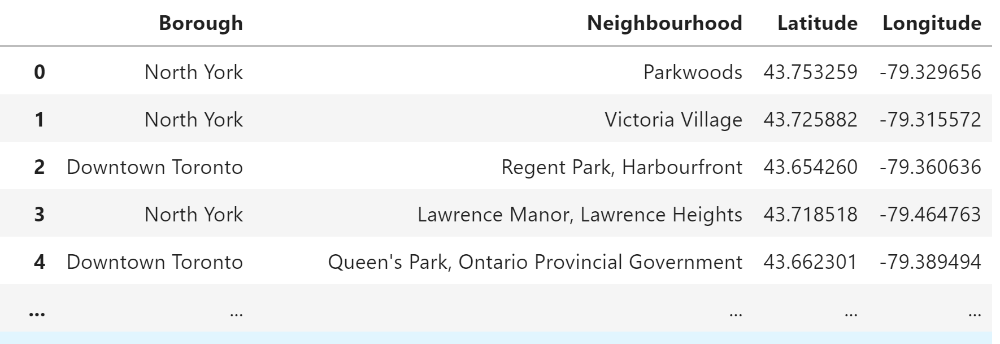 Borough Neighbourhood Latitude Longitude
0 North York Parkwoods 43.753259 -79.329656
1 North York Victoria Village 43.725882 -79.315572
2 Downtown Toronto Regent Park, Harbourfront 43.654260 -79.360636
3 North York Lawrence Manor, Lawrence Heights 43.718518 -79.464763
4 Downtown Toronto Queen's Park, Ontario Provincial Government 43.662301 -79.389494
... ... ... ... ...